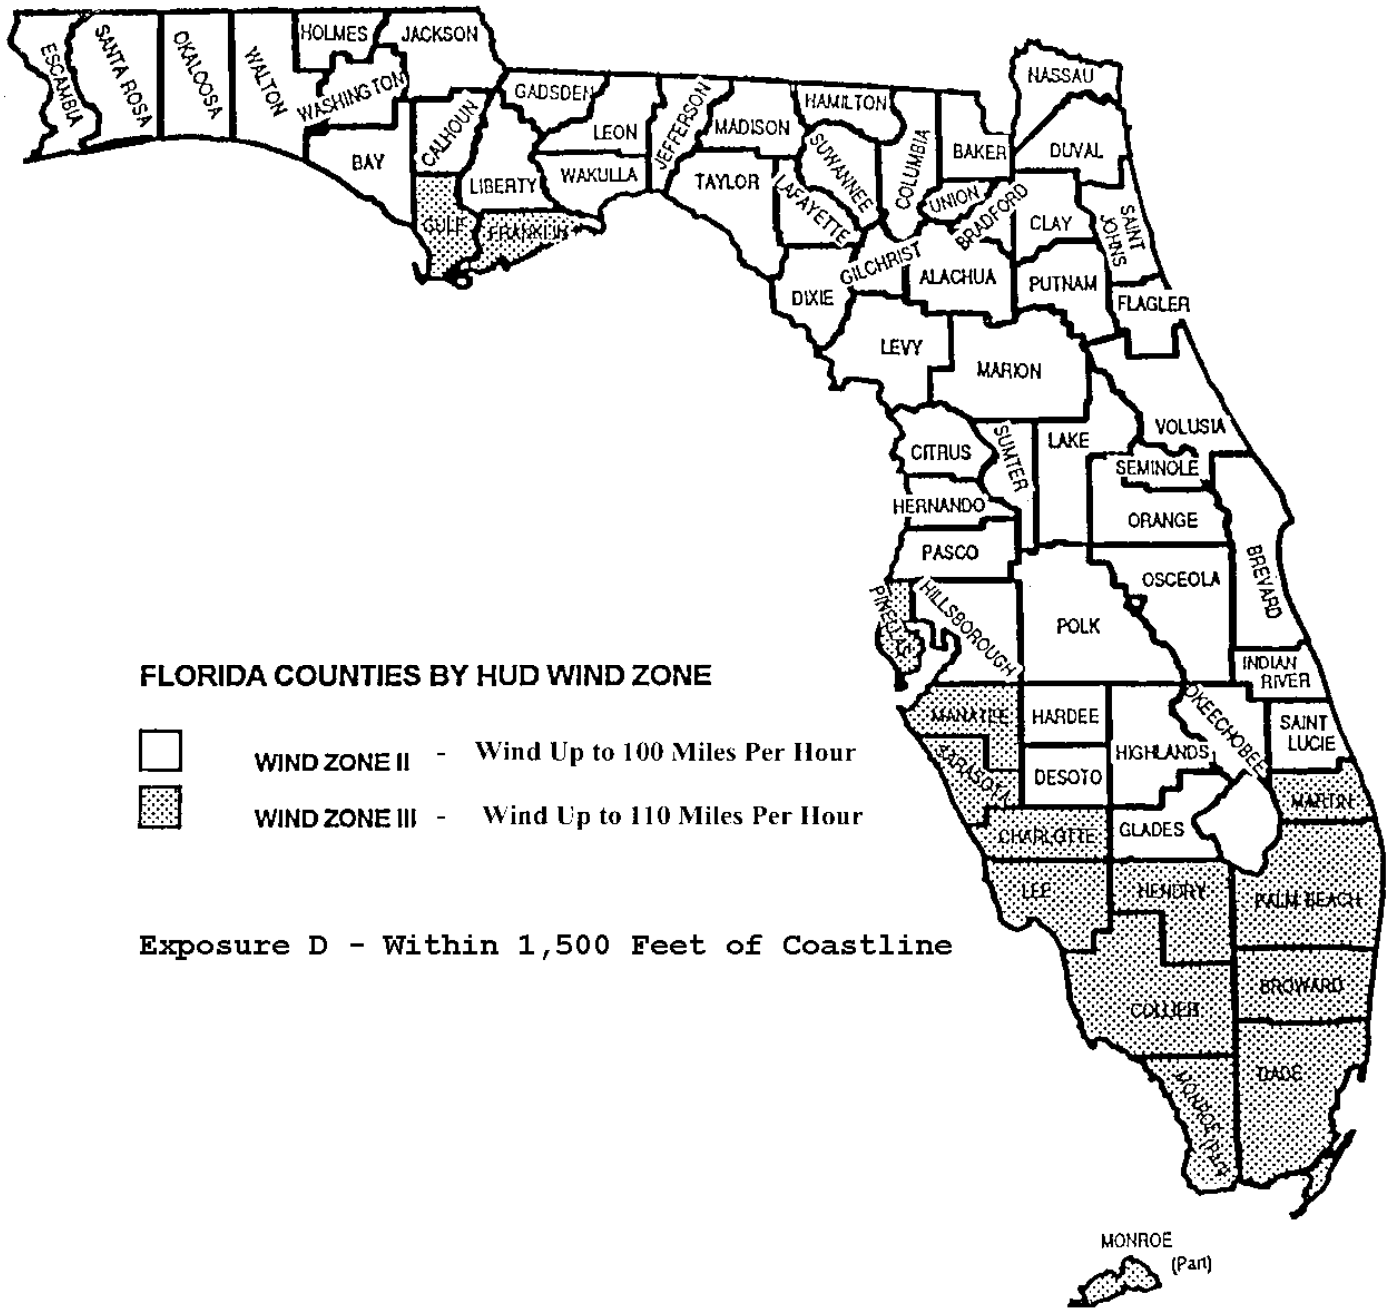 HOLMES
JACKSON
ESCAMBIA
SANTA ROSA
OKALOOSA
WALTON
WASHINGTON
BAY
CALHOUN
GULF
GADSDEN
LIBERTY
FRANKLIN
LEON
WAKULLA
JEFFERSON
MADISON
TAYLOR
HAMILTON
SUWANNEE
LAFAYETTE
COLUMBIA
BAKER
NASSAU
DUVAL
UNION
BRADFORD
CLAY
SAINT
JOHNS
DIXIE
GILCHRIST
ALACHUA
PUTNAM
FLAGLER
LEVY
MARION
VOLUSIA
CITRUS
SUMTER
LAKE
SEMINOLE
HERNANDO
ORANGE
PASCO
OSCEOLA
BREVARD
PINELLAS
HILLSBOROUGH
POLK
INDIAN
RIVER
FLORIDA COUNTIES BY HUD WIND ZONE
WIND ZONE II - Wind Up to 100 Miles Per Hour
WIND ZONE III - Wind Up to 110 Miles Per Hour
Exposure D - Within 1,500 Feet of Coastline
MANATEE
HARDEE
OKEECHOBEE
SAINT
LUCIE
SARASOTA
DESOTO
HIGHLANDS
MARTIN
CHARLOTTE
GLADES
LEE
HENDRY
PALM BEACH
COLLIER
BROWARD
MONROE (Part)
DADE
MONROE
(Part)